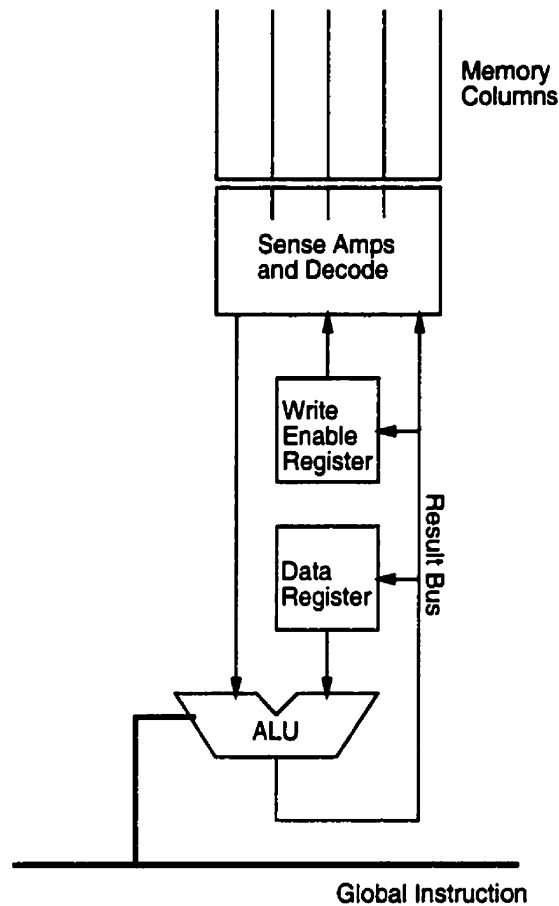 Memory
Columns
Sense Amps
and Decode
Write
Enable
Register
Result Bus
Data
Register
ALU
Global Instruction